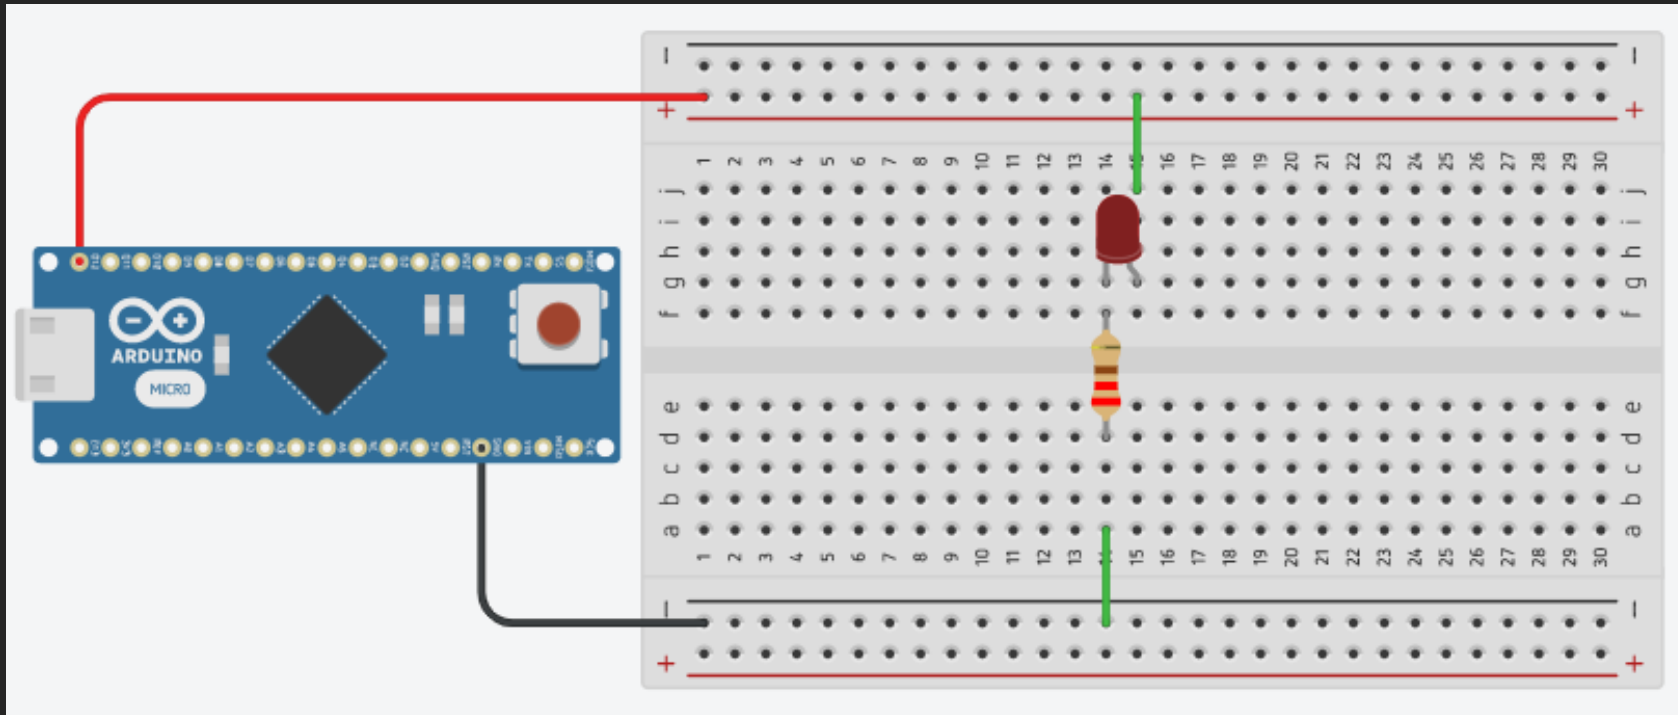 − −
+ +
1 2 3 4 5 6 7 8 9 10 11 12 13 14 15 16 17 18 19 20 21 22 23 24 25 26 27 28 29 30
j j
i i
h h
g g
f f
ARDUINO
MICRO
e e
d d
c c
b b
a a
1 2 3 4 5 6 7 8 9 10 11 12 13 14 15 16 17 18 19 20 21 22 23 24 25 26 27 28 29 30
− −
+ +